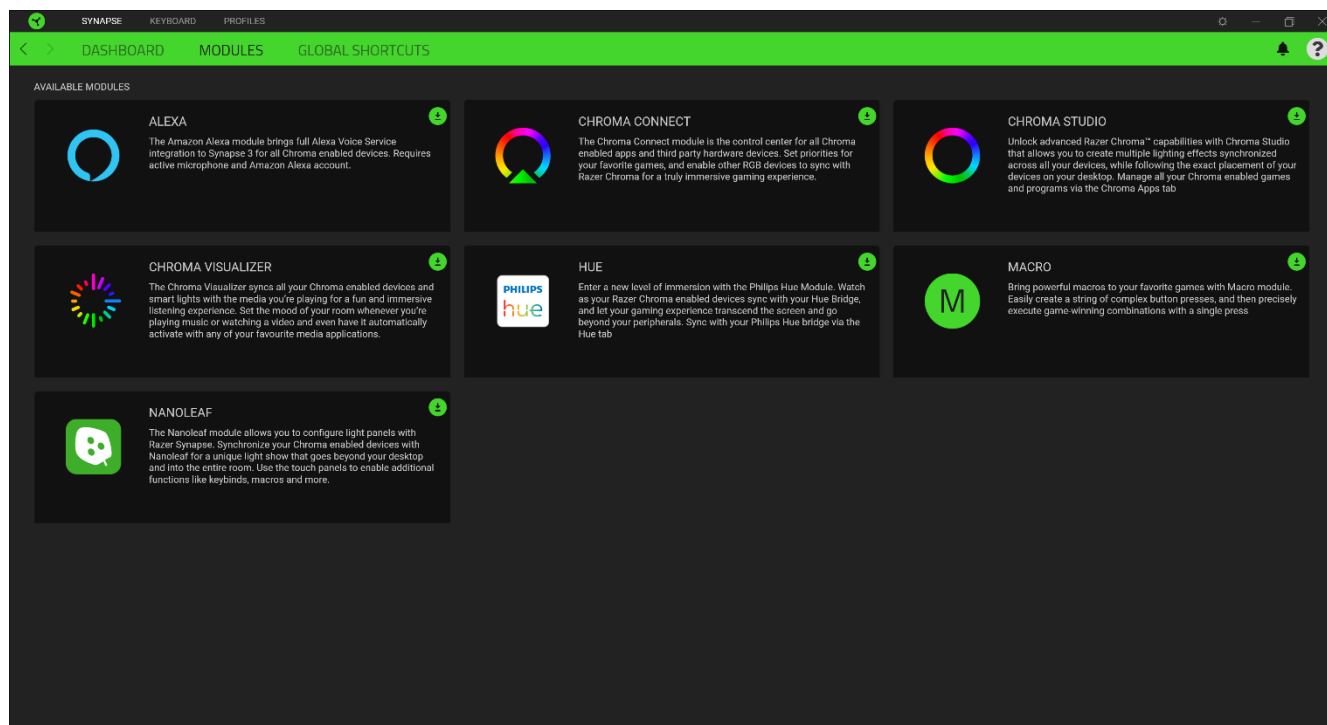 SYNAPSE KEYBOARD PROFILES
DASHBOARD MODULES GLOBAL SHORTCUTS
?
AVAILABLE MODULES
ALEXA
The Amazon Alexa module brings full Alexa Voice Service
integration to Synapse 3 for all Chroma enabled devices. Requires
active microphone and Amazon Alexa account.
CHROMA CONNECT
The Chroma Connect module is the control center for all Chroma
enabled apps and third party hardware devices. Set priorities for
your favorite games, and enable other RGB devices to sync with
Razer Chroma for a truly immersive gaming experience.
CHROMA STUDIO
Unlock advanced Razer Chroma™ capabilities with Chroma Studio
that allows you to create multiple lighting effects synchronized
across all your devices, while following the exact placement of your
devices on your desktop. Manage all your Chroma enabled games
and programs via the Chroma Apps tab
CHROMA VISUALIZER
The Chroma Visualizer syncs all your Chroma enabled devices and
smart lights with the media you're playing for a fun and immersive
listening experience. Set the mood of your room whenever you're
playing music or watching a video and even have it automatically
activate with any of your favourite media applications.
PHILIPS
hue
HUE
Enter a new level of immersion with the Philips Hue Module. Watch
as your Razer Chroma enabled devices sync with your Hue Bridge,
and let your gaming experience transcend the screen and go
beyond your peripherals. Sync with your Philips Hue bridge via the
Hue tab
M
MACRO
Bring powerful macros to your favorite games with Macro module.
Easily create a string of complex button presses, and then precisely
execute game-winning combinations with a single press
NANOLEAF
The Nanoleaf module allows you to configure light panels with
Razer Synapse. Synchronize your Chroma enabled devices with
Nanoleaf for a unique light show that goes beyond your desktop
and into the entire room. Use the touch panels to enable additional
functions like keybinds, macros and more.